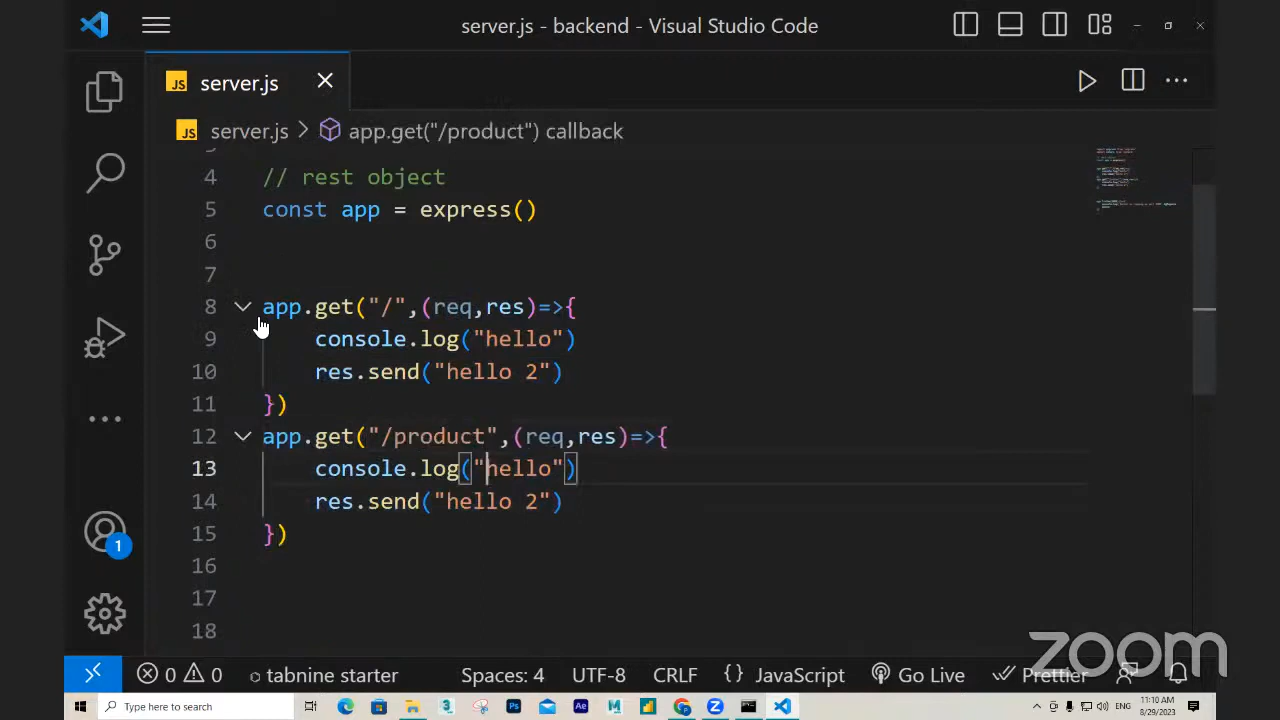 server.js - backend - Visual Studio Code
JS server.js
JS server.js > app.get("/product") callback
4 // rest object
5 const app = express()
6
7
8 app.get("/",(req,res)=>{
9 console.log("hello")
10 res.send("hello 2")
11 })
12 app.get("/product",(req,res)=>{
13 console.log("hello")
14 res.send("hello 2")
15 })
16
17
18
1
0 0 tabnine starter Spaces: 4 UTF-8 CRLF {} JavaScript Go Live Prettier
zoom
Type here to search
Ps Ae M Z
11:10 AM
8/29/2023